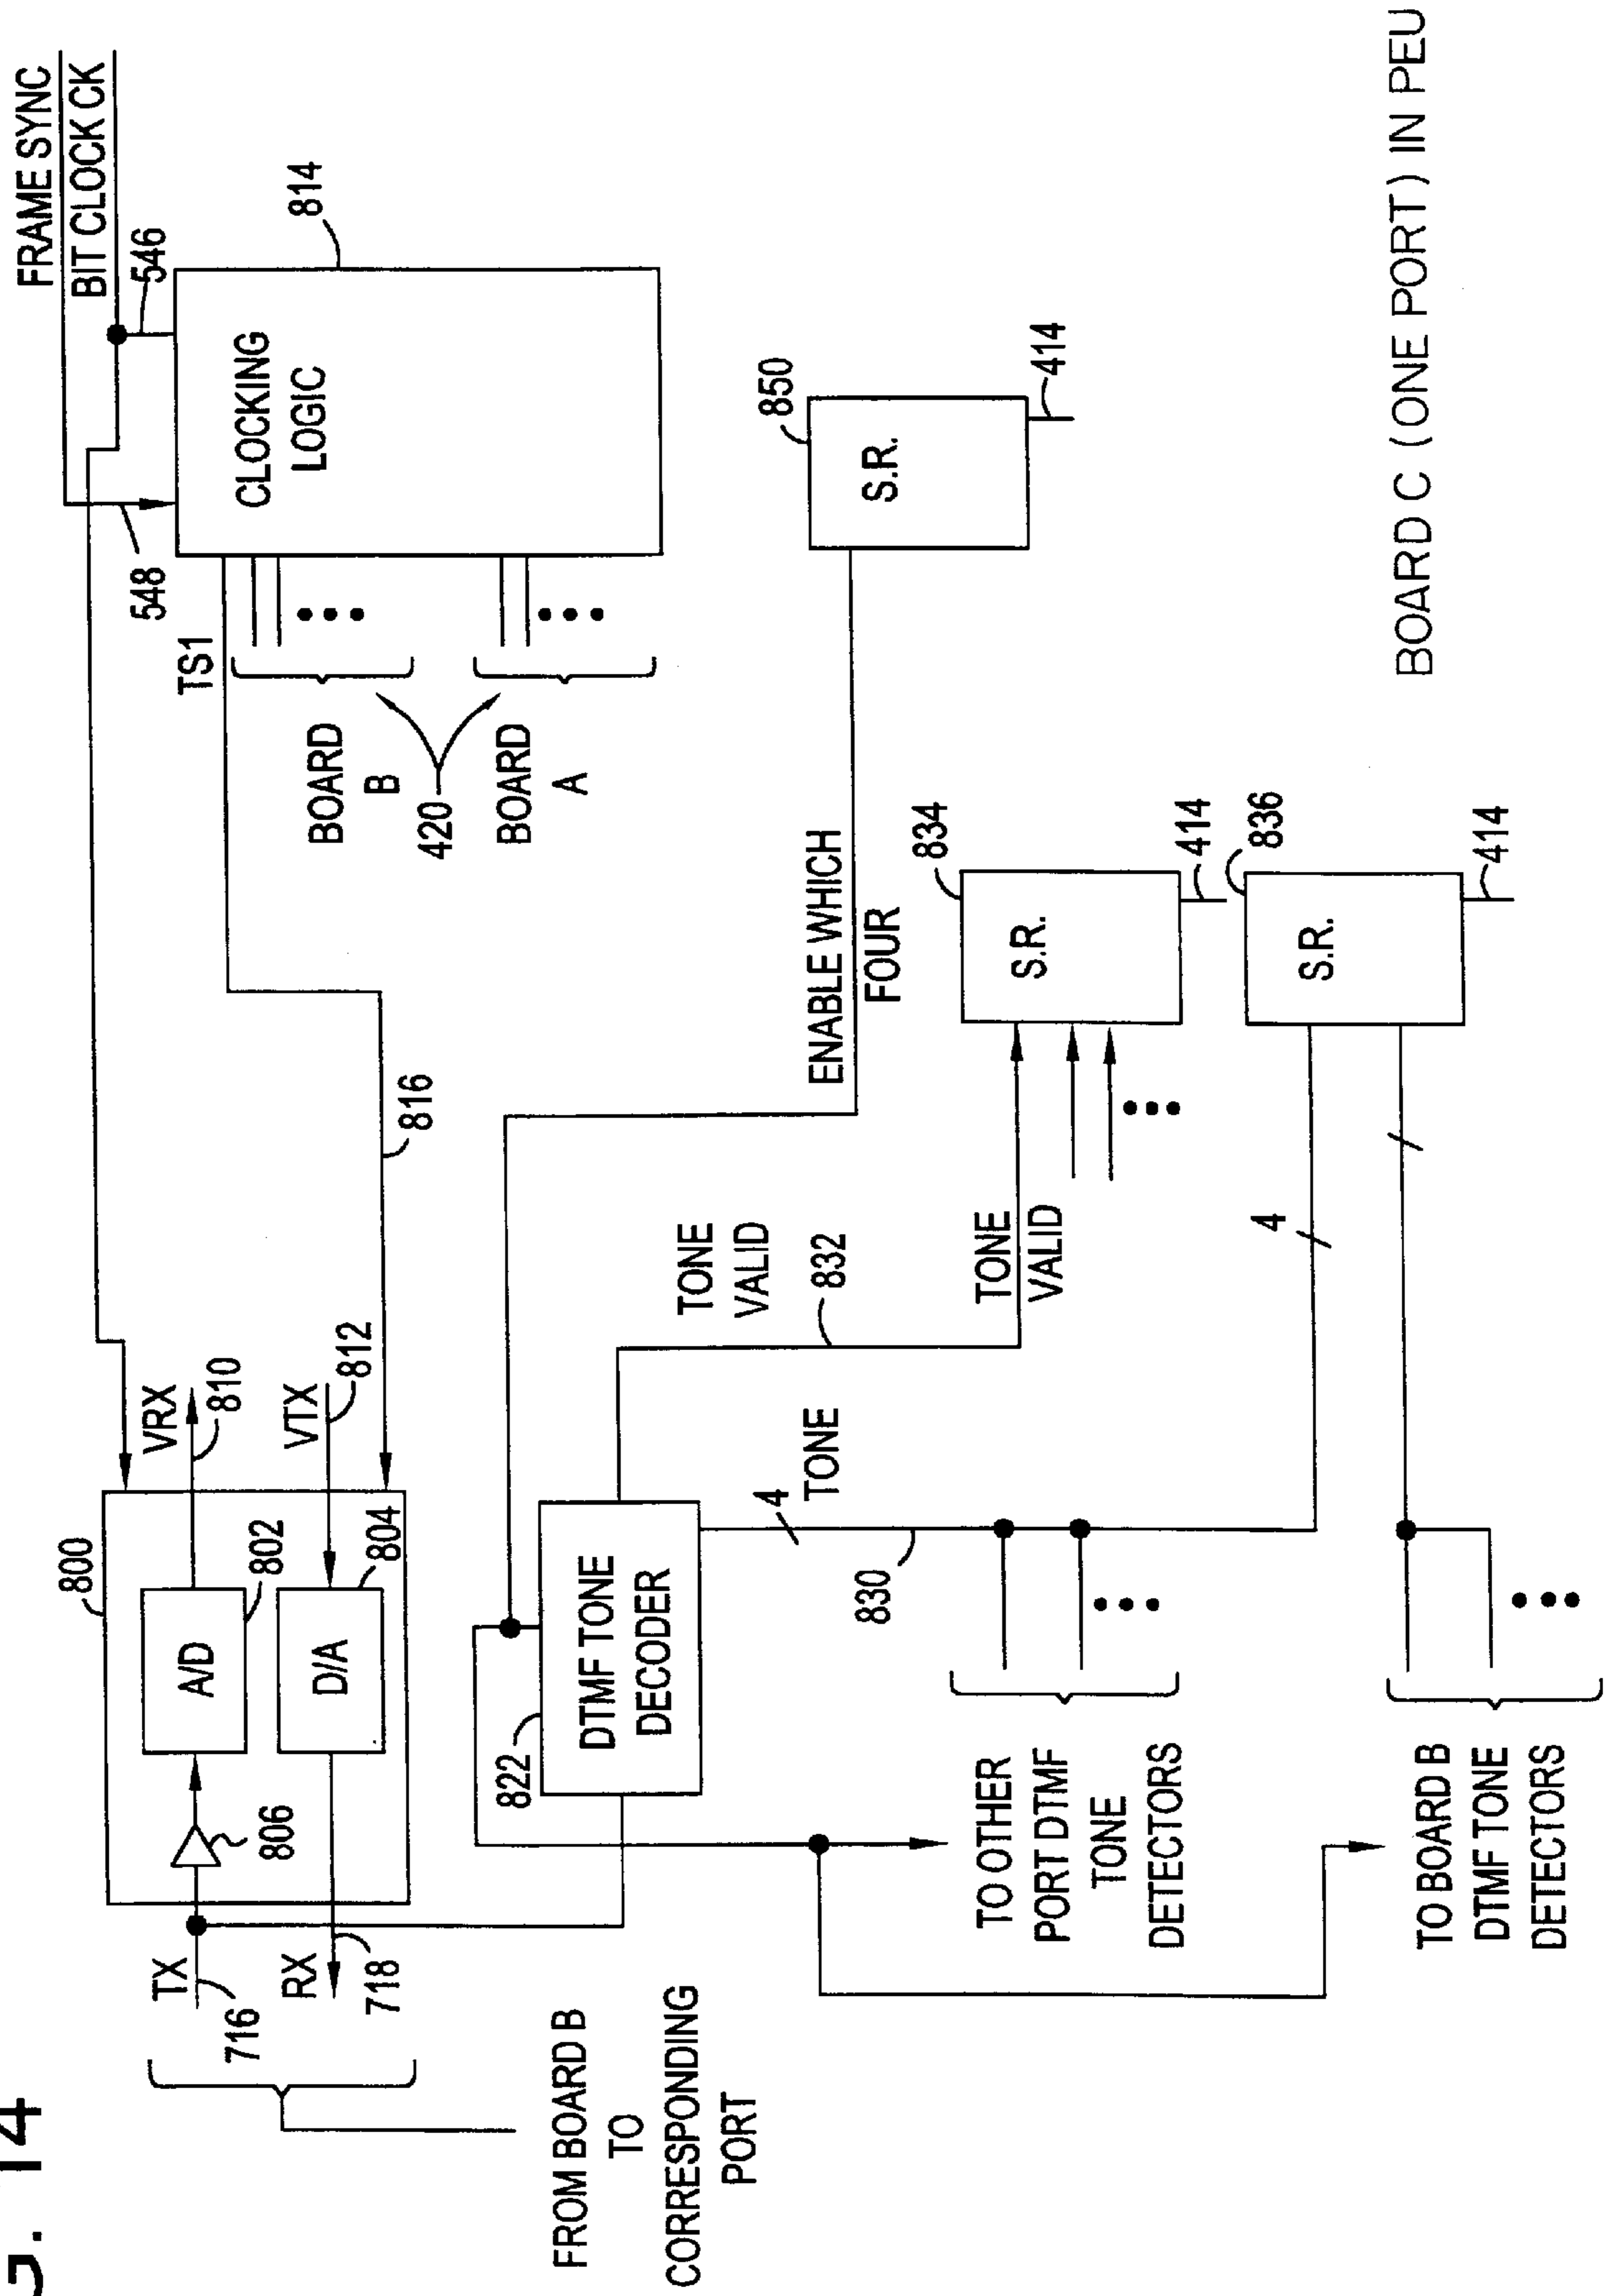 G. 14
FRAME SYNC
BIT CLOCK CK
546
548
814
CLOCKING
LOGIC
TS1
BOARD
B
420
BOARD
A
816
800
VRX
810
VTX
812
802
804
A/D
D/A
806
TX
716
RX
718
FROM BOARD B
TO
CORRESPONDING
PORT
822
DTMF TONE
DECODER
TONE
VALID
832
4
TONE
830
ENABLE WHICH
FOUR
850
S.R.
414
TONE
VALID
834
S.R.
414
836
S.R.
414
4
TO OTHER
PORT DTMF
TONE
DETECTORS
TO BOARD B
DTMF TONE
DETECTORS
BOARD C (ONE PORT) IN PEU